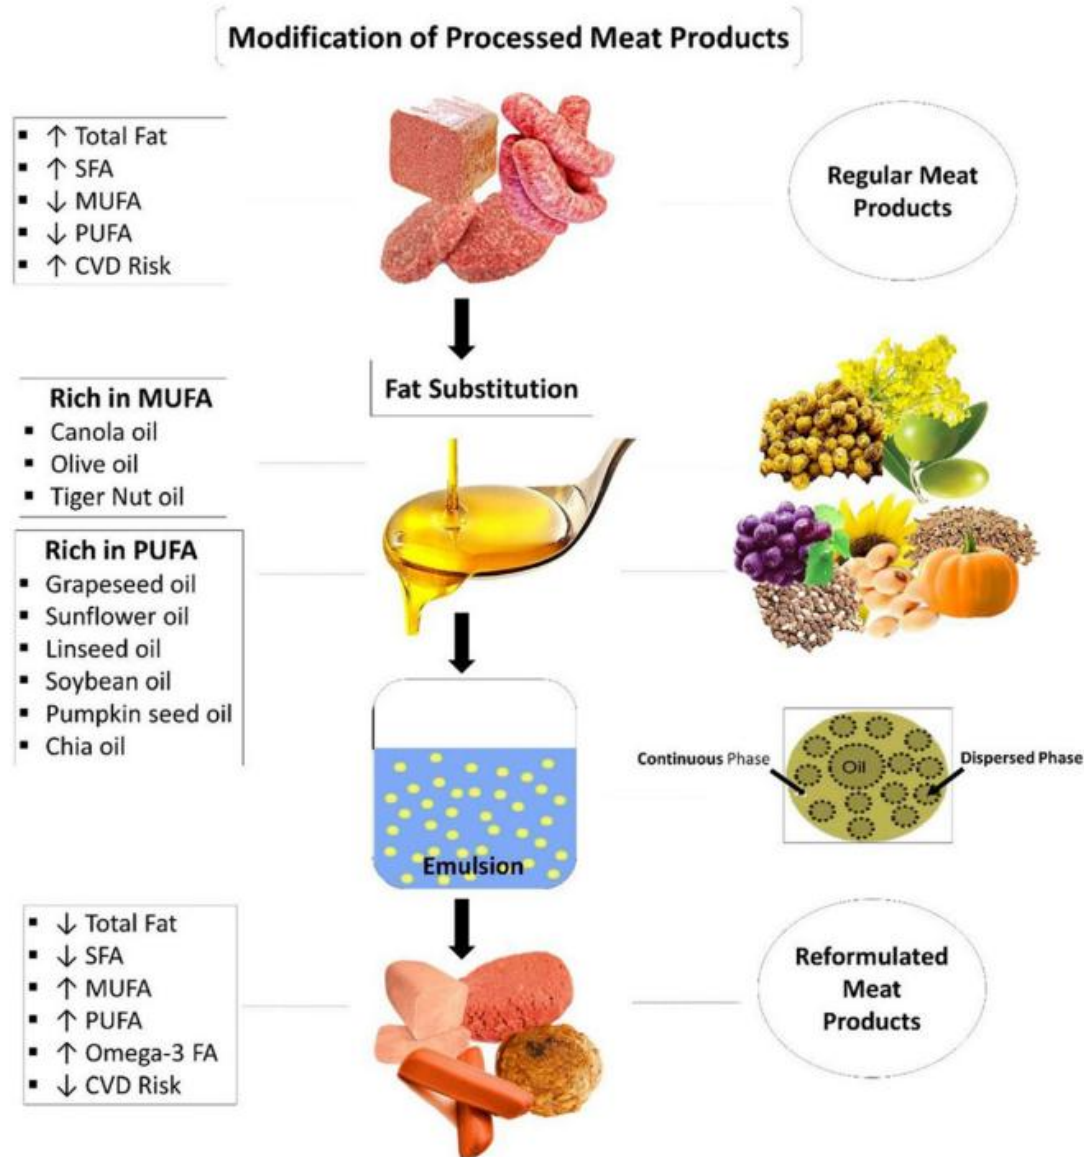 Modification of Processed Meat Products
▪ ↑ Total Fat
▪ ↑ SFA
▪ ↓ MUFA
▪ ↓ PUFA
▪ ↑ CVD Risk
Regular Meat
Products
Fat Substitution
Rich in MUFA
▪ Canola oil
▪ Olive oil
▪ Tiger Nut oil
Rich in PUFA
▪ Grapeseed oil
▪ Sunflower oil
▪ Linseed oil
▪ Soybean oil
▪ Pumpkin seed oil
▪ Chia oil
Emulsion
Continuous Phase
Oil
Dispersed Phase
▪ ↓ Total Fat
▪ ↓ SFA
▪ ↑ MUFA
▪ ↑ PUFA
▪ ↑ Omega-3 FA
▪ ↓ CVD Risk
Reformulated
Meat
Products